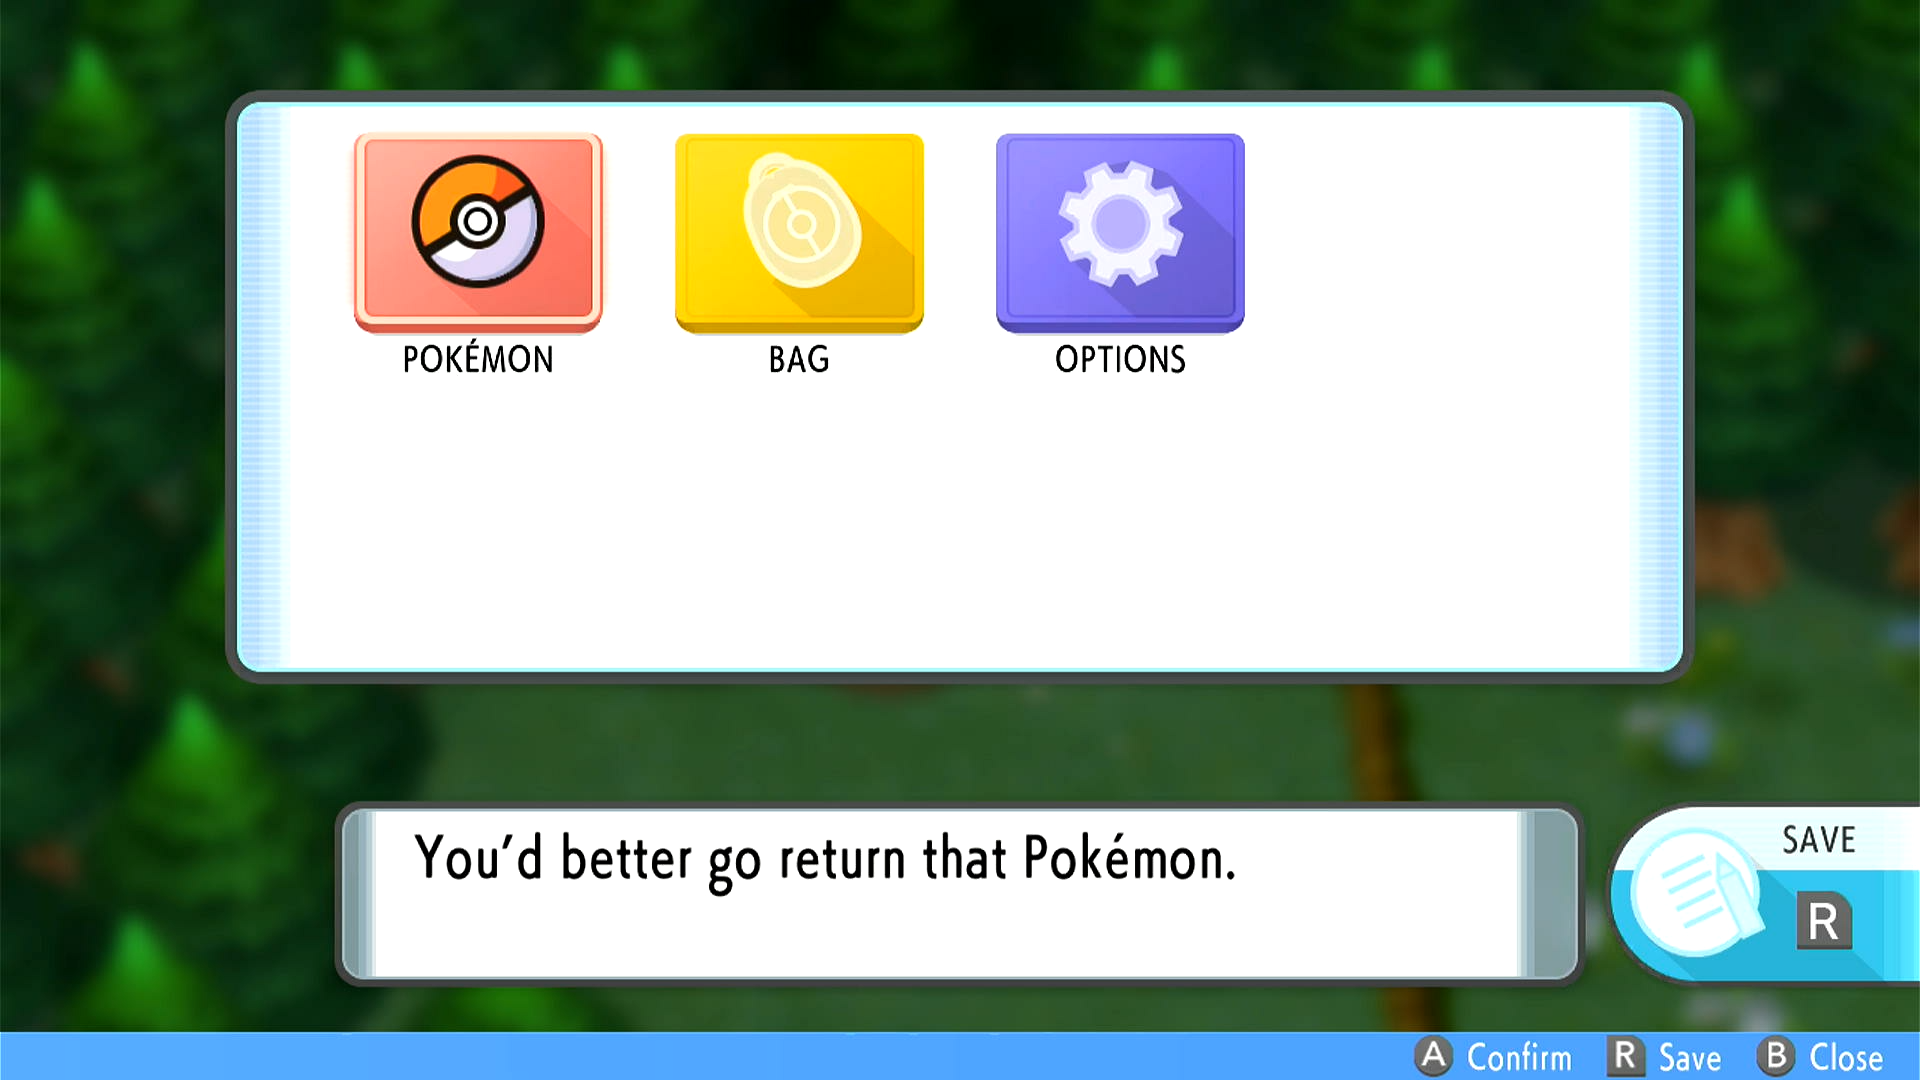 POKÉMON
BAG
OPTIONS
You'd better go return that Pokémon.
SAVE
R
A Confirm R Save B Close